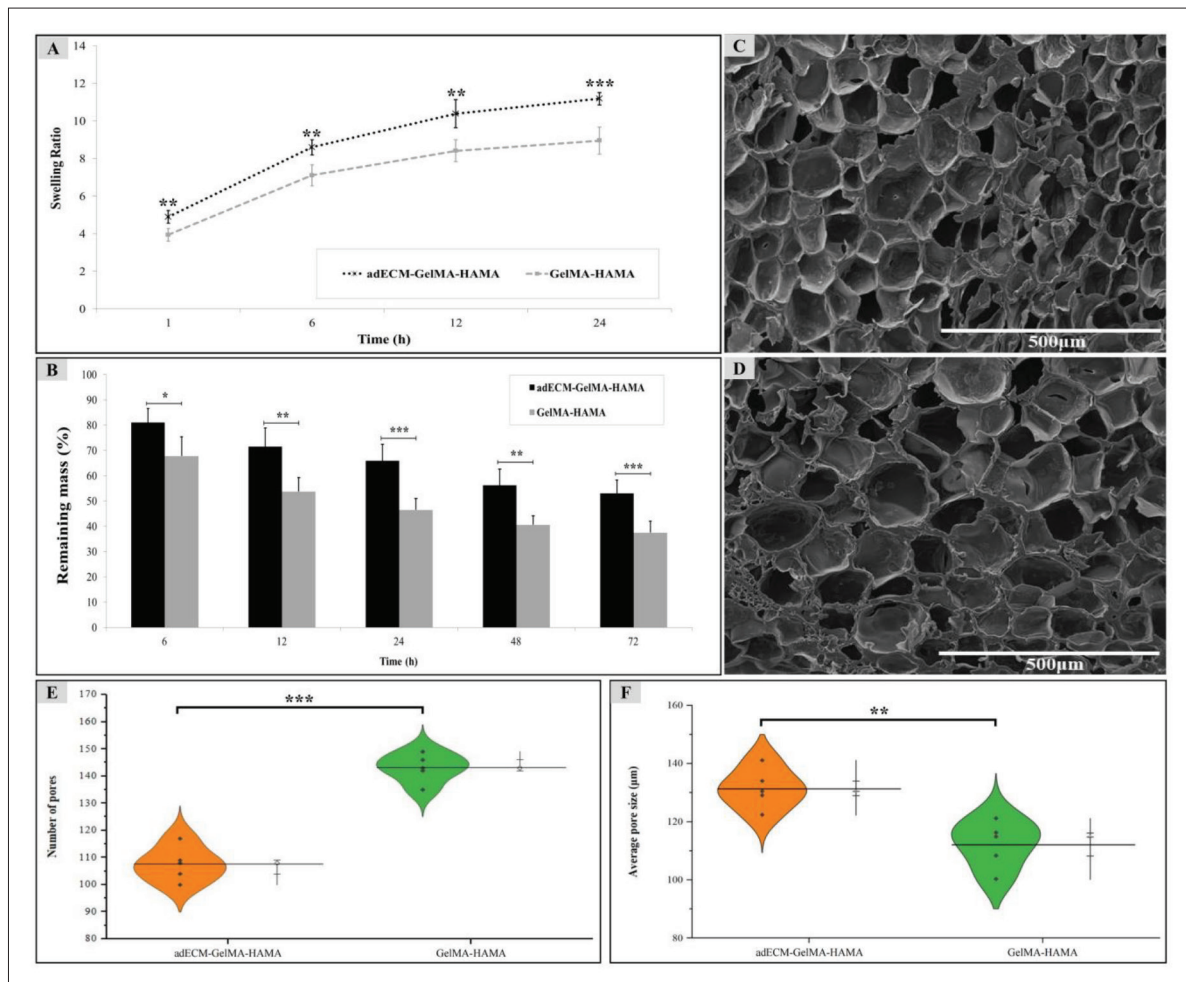 A
14
12
10
8
6
4
2
0
Swelling Ratio
**
**
**
***
adECM-GelMA-HAMA
GelMA-HAMA
1
6
12
24
Time (h)
B
100
90
80
70
60
50
40
30
20
10
0
Remaining mass (%)
adECM-GelMA-HAMA
GelMA-HAMA
*
**
***
**
***
6
12
24
48
72
Time (h)
C
500µm
D
500µm
E
170
160
150
140
130
120
110
100
90
80
Number of pores
***
adECM-GelMA-HAMA
GelMA-HAMA
F
160
140
120
100
80
Average pore size (µm)
**
adECM-GelMA-HAMA
GelMA-HAMA